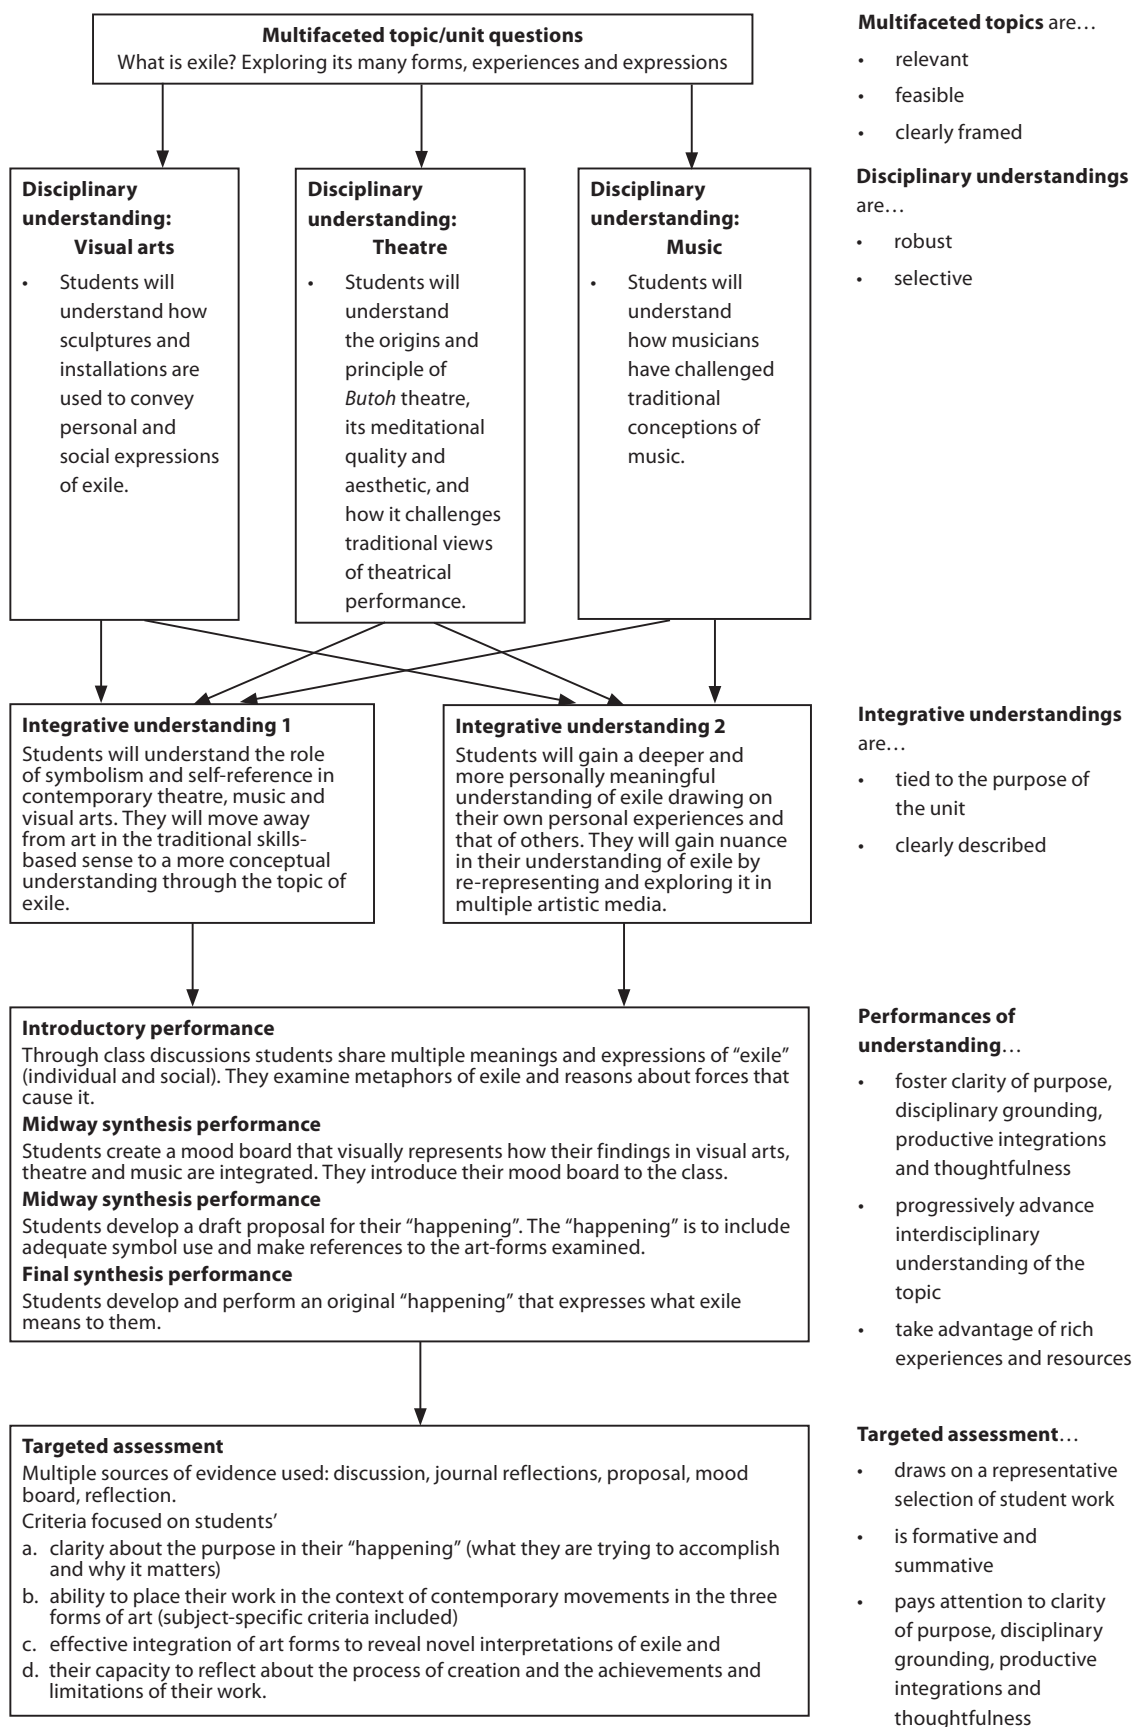 Multifaceted topic/unit questions
What is exile? Exploring its many forms, experiences and expressions
Multifaceted topics are…
• relevant
• feasible
• clearly framed
Disciplinary
understanding:
Visual arts
• Students will
understand how
sculptures and
installations are
used to convey
personal and
social expressions
of exile.
Disciplinary
understanding:
Theatre
• Students will
understand
the origins and
principle of
Butoh theatre,
its meditational
quality and
aesthetic, and
how it challenges
traditional views
of theatrical
performance.
Disciplinary
understanding:
Music
• Students will
understand
how musicians
have challenged
traditional
conceptions of
music.
Disciplinary understandings
are…
• robust
• selective
Integrative understanding 1
Students will understand the role
of symbolism and self-reference in
contemporary theatre, music and
visual arts. They will move away
from art in the traditional skills-
based sense to a more conceptual
understanding through the topic of
exile.
Integrative understanding 2
Students will gain a deeper and
more personally meaningful
understanding of exile drawing on
their own personal experiences and
that of others. They will gain nuance
in their understanding of exile by
re-representing and exploring it in
multiple artistic media.
Integrative understandings
are…
• tied to the purpose of
the unit
• clearly described
Introductory performance
Through class discussions students share multiple meanings and expressions of “exile”
(individual and social). They examine metaphors of exile and reasons about forces that
cause it.
Midway synthesis performance
Students create a mood board that visually represents how their findings in visual arts,
theatre and music are integrated. They introduce their mood board to the class.
Midway synthesis performance
Students develop a draft proposal for their “happening”. The “happening” is to include
adequate symbol use and make references to the art-forms examined.
Final synthesis performance
Students develop and perform an original “happening” that expresses what exile
means to them.
Performances of
understanding…
• foster clarity of purpose,
disciplinary grounding,
productive integrations
and thoughtfulness
• progressively advance
interdisciplinary
understanding of the
topic
• take advantage of rich
experiences and resources
Targeted assessment
Multiple sources of evidence used: discussion, journal reflections, proposal, mood
board, reflection.
Criteria focused on students’
a. clarity about the purpose in their “happening” (what they are trying to accomplish
and why it matters)
b. ability to place their work in the context of contemporary movements in the three
forms of art (subject-specific criteria included)
c. effective integration of art forms to reveal novel interpretations of exile and
d. their capacity to reflect about the process of creation and the achievements and
limitations of their work.
Targeted assessment…
• draws on a representative
selection of student work
• is formative and
summative
• pays attention to clarity
of purpose, disciplinary
grounding, productive
integrations and
thoughtfulness